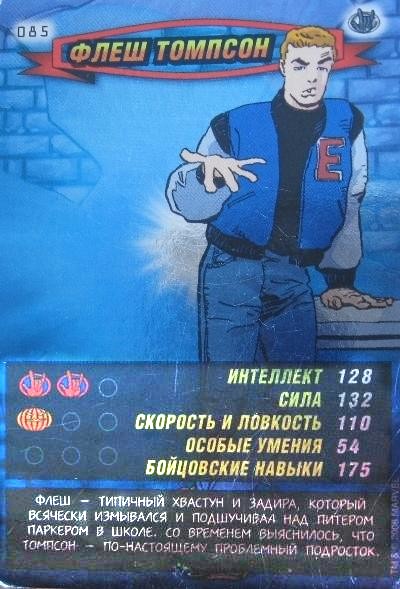 085
ФЛЕШ ТОМПСОН
E
ИНТЕЛЛЕКТ 128
СИЛА 132
СКОРОСТЬ И ЛОВКОСТЬ 110
ОСОБЫЕ УМЕНИЯ 54
БОЙЦОВСКИЕ НАВЫКИ 175
ФЛЕШ – ТИПИЧНЫЙ ХВАСТУН И ЗАДИРА, КОТОРЫЙ
ВСЯЧЕСКИ ИЗМЫВАЛСЯ И ПОДШУЧИВАЛ НАД ПИТЕРОМ
ПАРКЕРОМ В ШКОЛЕ. СО ВРЕМЕНЕМ ВЫЯСНИЛОСЬ, ЧТО
ТОМПСОН – ПО-НАСТОЯЩЕМУ ПРОБЛЕМНЫЙ ПОДРОСТОК.